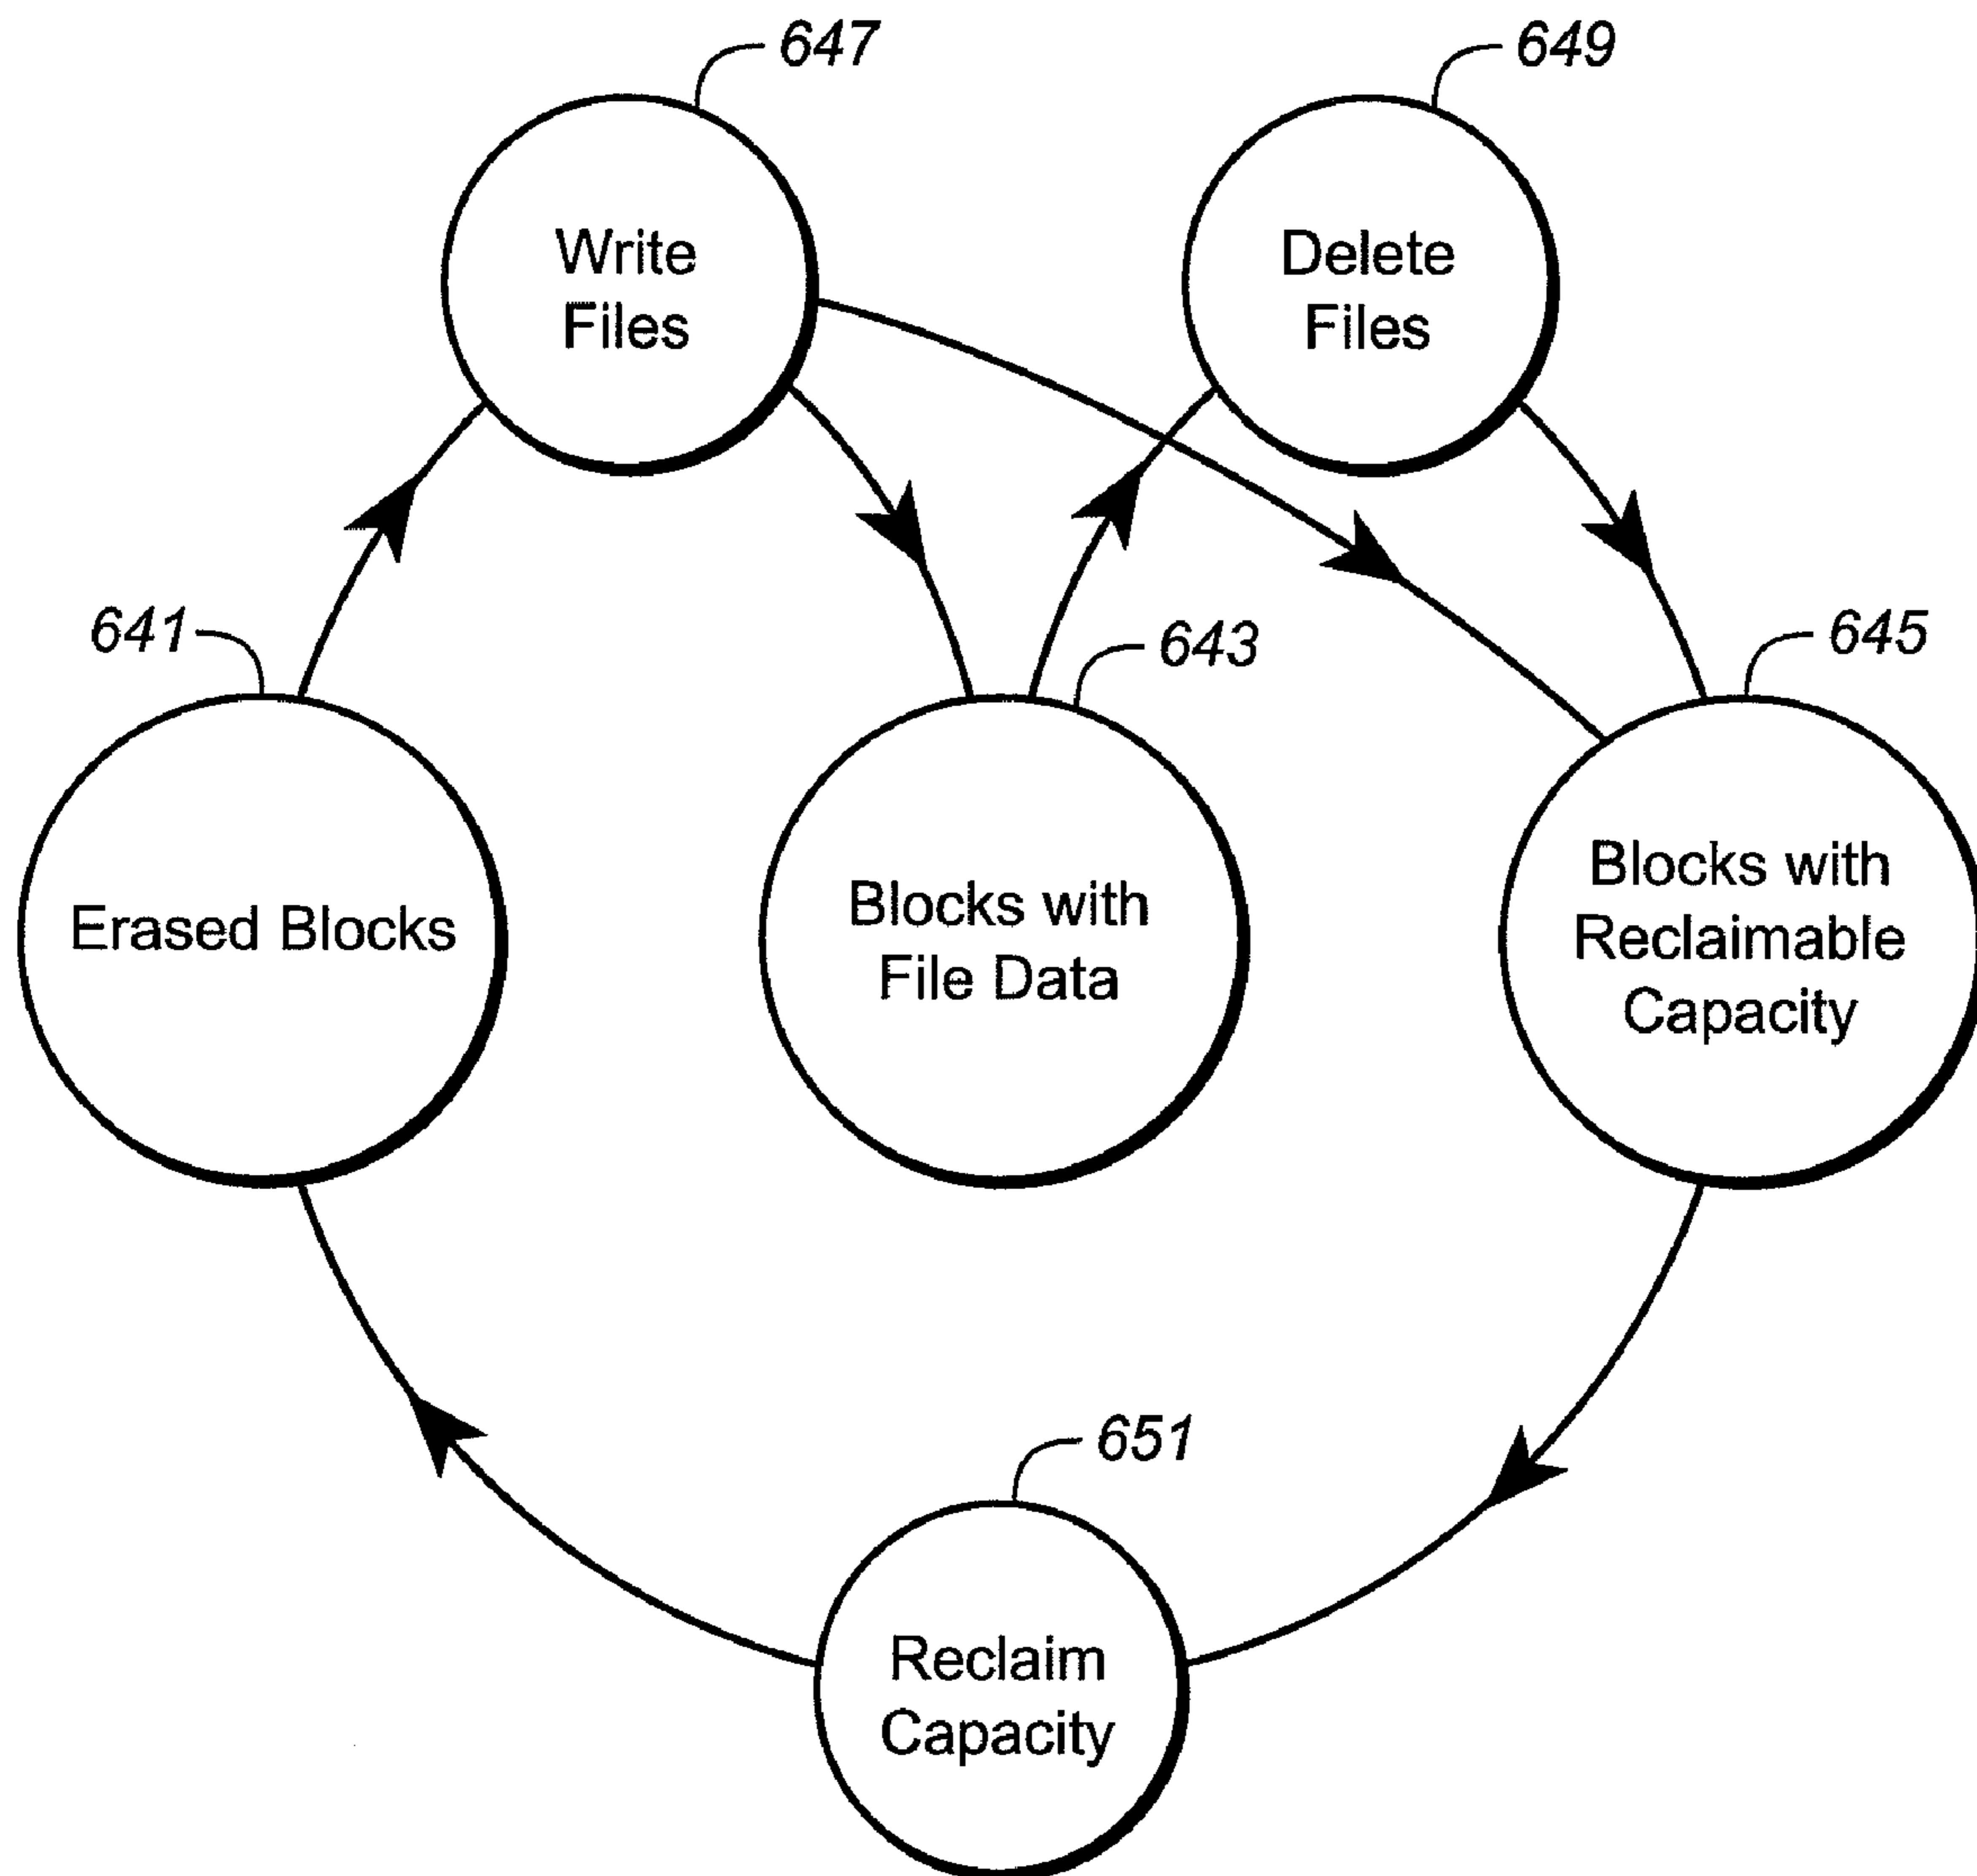 647
649
Write
Files
Delete
Files
641
643
645
Erased Blocks
Blocks with
File Data
Blocks with
Reclaimable
Capacity
651
Reclaim
Capacity